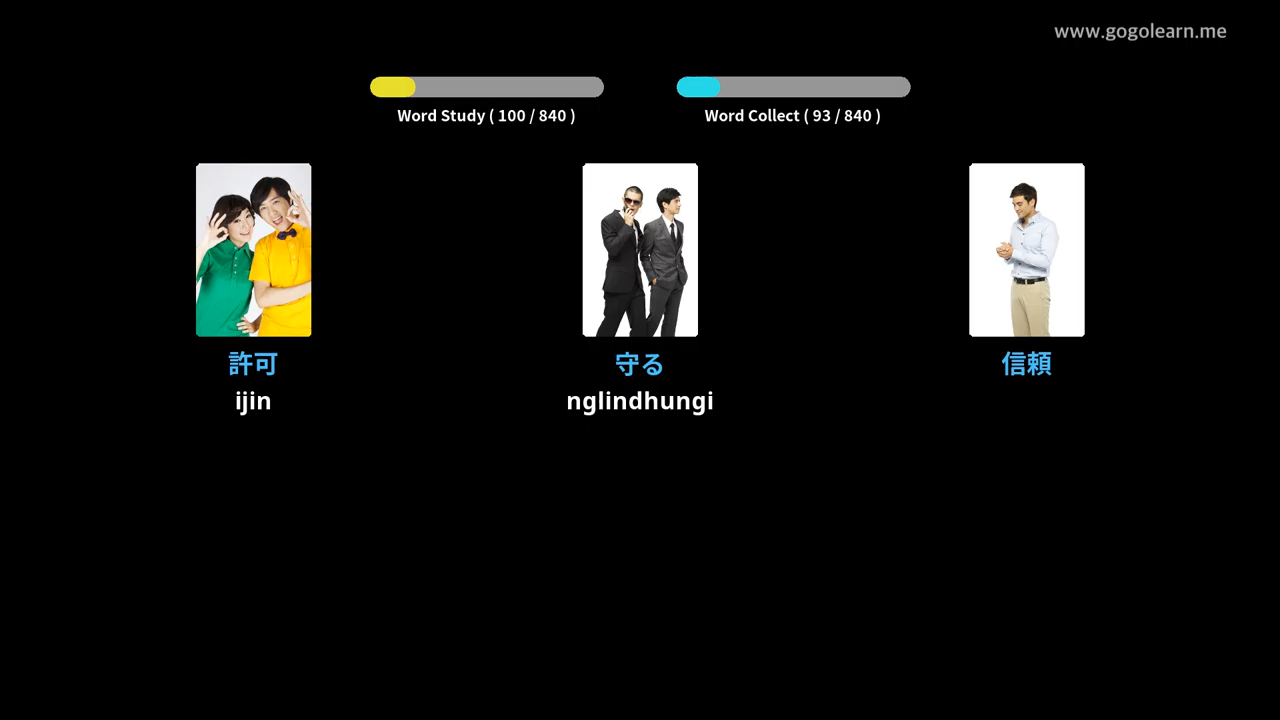 www.gogolearn.me
Word Study ( 100 / 840 )
Word Collect ( 93 / 840 )
許可
守る
信頼
ijin
nglindhungi